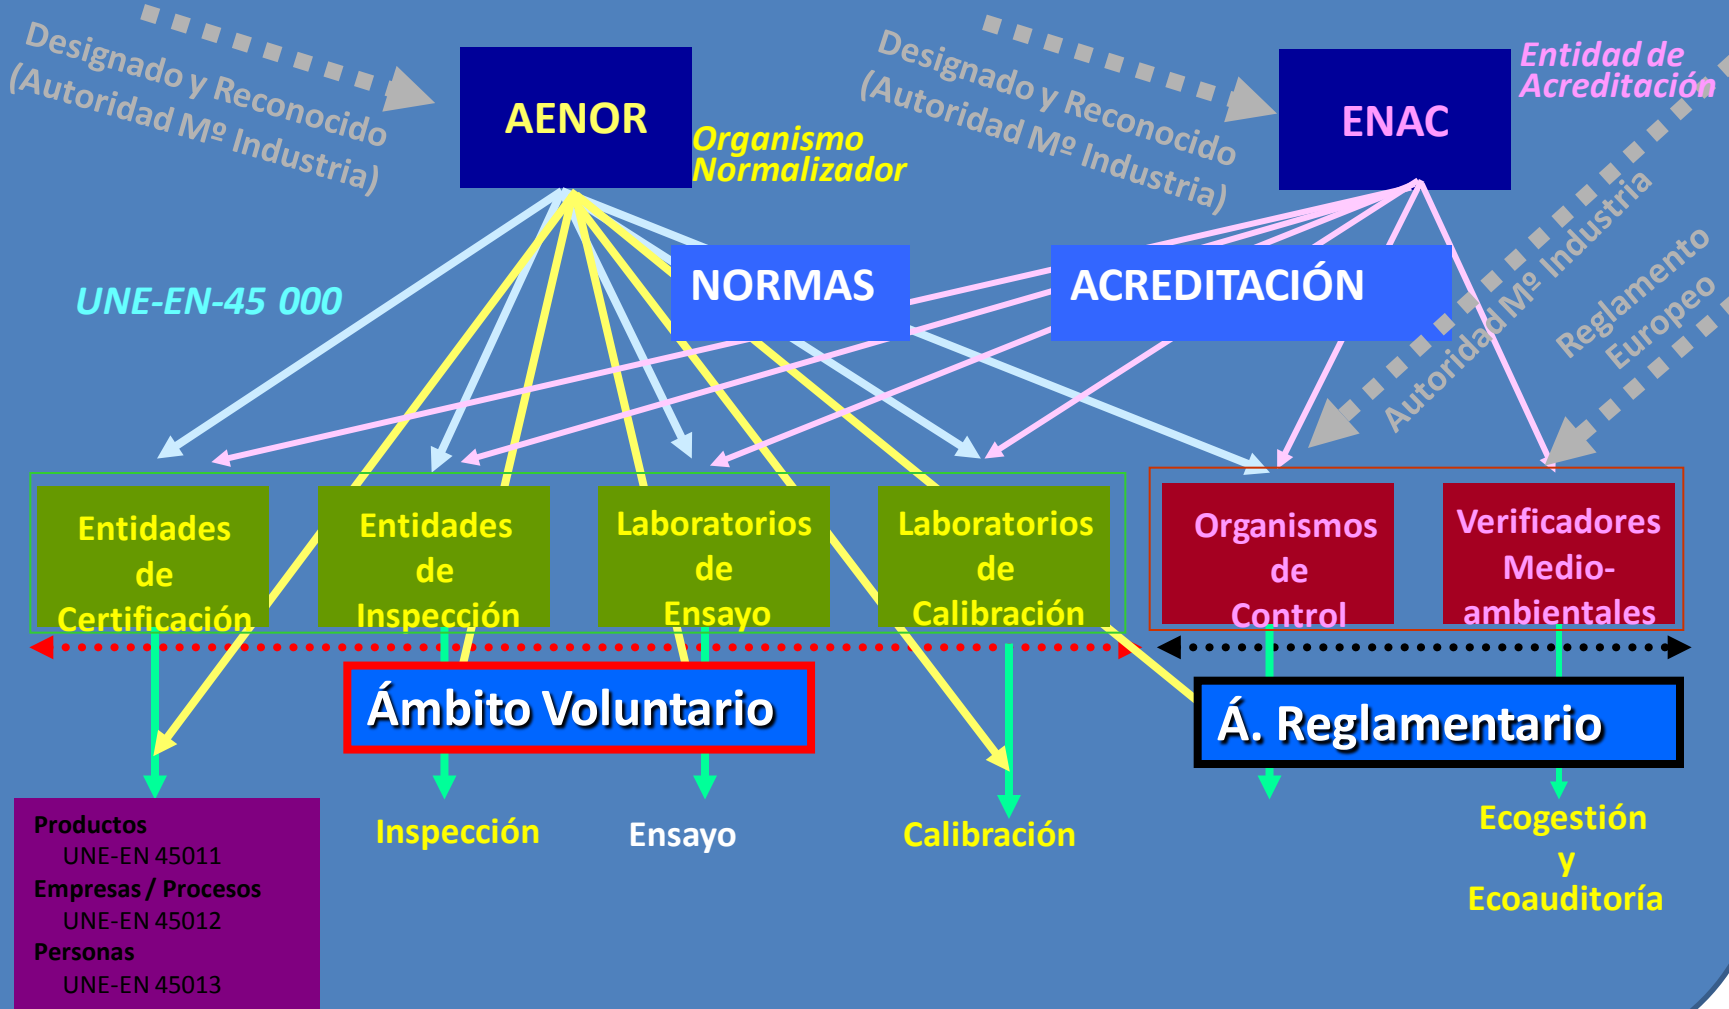 Designado y Reconocido
(Autoridad Mº Industria)
AENOR
Organismo
Normalizador
Designado y Reconocido
(Autoridad Mº Industria)
ENAC
Entidad de
Acreditación
UNE-EN-45 000
NORMAS
ACREDITACIÓN
Autoridad Mº Industria
Reglamento
Europeo
Entidades
de
Certificación
Entidades
de
Inspección
Laboratorios
de
Ensayo
Laboratorios
de
Calibración
Organismos
de
Control
Verificadores
Medio-
ambientales
Ámbito Voluntario
Á. Reglamentario
Productos
UNE-EN 45011
Empresas / Procesos
UNE-EN 45012
Personas
UNE-EN 45013
Inspección
Ensayo
Calibración
Ecogestión
y
Ecoauditoría